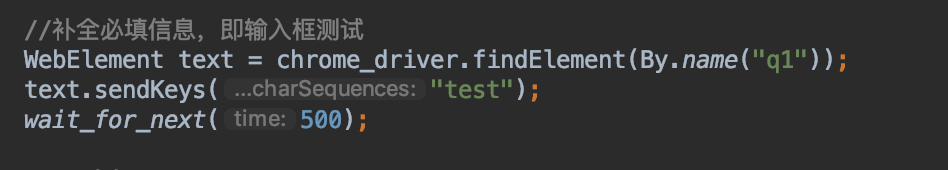 //补全必填信息，即输入框测试
WebElement text = chrome_driver.findElement(By.name("q1"));
text.sendKeys( ...charSequences: "test");
wait_for_next( time: 500);